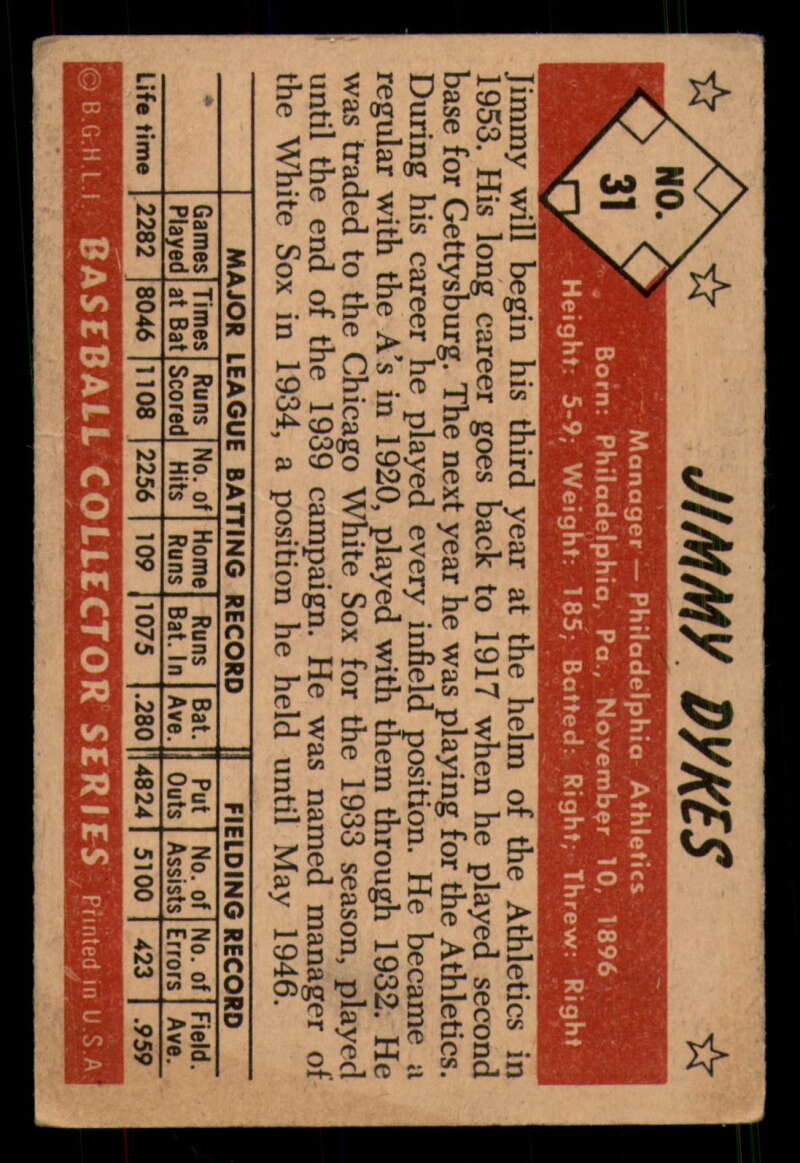 JIMMY DYKES
NO.
31
Manager — Philadelphia Athletics
Born: Philadelphia, Pa., November 10, 1896
Height: 5-9; Weight: 185; Batted: Right; Threw: Right
Jimmy will begin his third year at the helm of the Athletics in
1953. His long career goes back to 1917 when he played second
base for Gettysburg. The next year he was playing for the Athletics.
During his career he played every infield position. He became a
regular with the A's in 1920, played with them through 1932. He
was traded to the Chicago White Sox for the 1933 season, played
until the end of the 1939 campaign. He was named manager of
the White Sox in 1934, a position he held until May 1946.
MAJOR LEAGUE BATTING RECORD FIELDING RECORD
Games Times Runs No. of Home Runs Bat. Put No. of No. of Field.
Played at Bat Scored Hits Runs Bat. In Ave. Outs Assists Errors Ave.
Life time 2282 8046 1108 2256 109 1075 .280 4824 5100 423 .959
© B.G.H.L.I. BASEBALL COLLECTOR SERIES Printed in U.S.A.